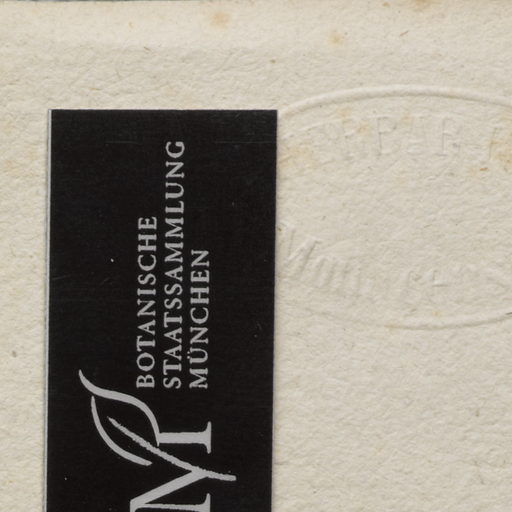 BOTANISCHE
STAATSSAMMLUNG
MÜNCHEN
M